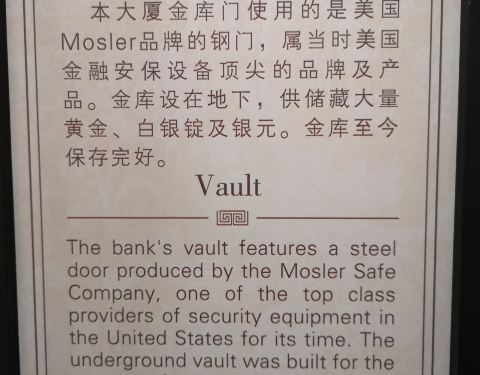 本大厦金库门使用的是美国
Mosler品牌的钢门，属当时美国
金融安保设备顶尖的品牌及产
品。金库设在地下，供储藏大量
黄金、白银锭及银元。金库至今
保存完好。
Vault
The bank's vault features a steel
door produced by the Mosler Safe
Company, one of the top class
providers of security equipment in
the United States for its time. The
underground vault was built for the